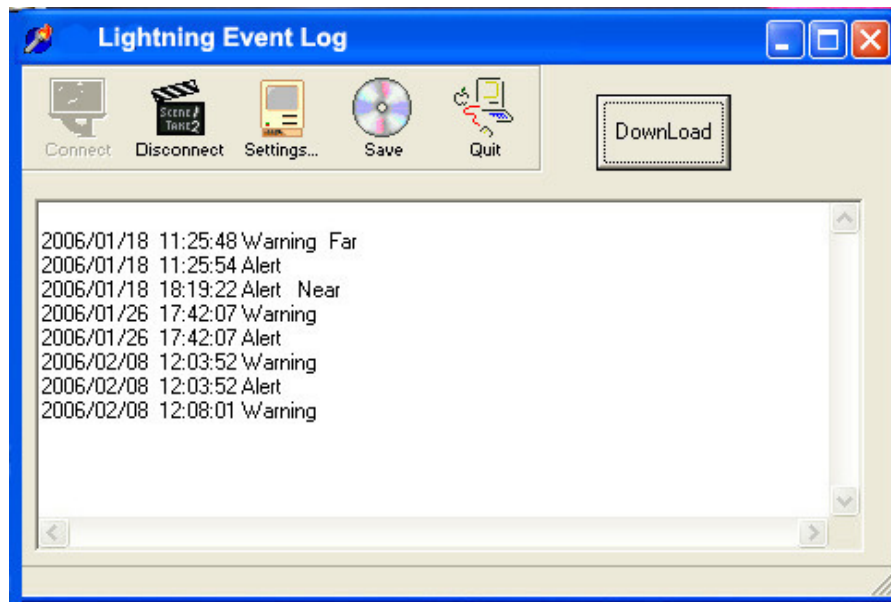 Lightning Event Log
Scene
Take2
Connect Disconnect Settings... Save Quit
DownLoad
2006/01/18 11:25:48 Warning Far
2006/01/18 11:25:54 Alert
2006/01/18 18:19:22 Alert Near
2006/01/26 17:42:07 Warning
2006/01/26 17:42:07 Alert
2006/02/08 12:03:52 Warning
2006/02/08 12:03:52 Alert
2006/02/08 12:08:01 Warning